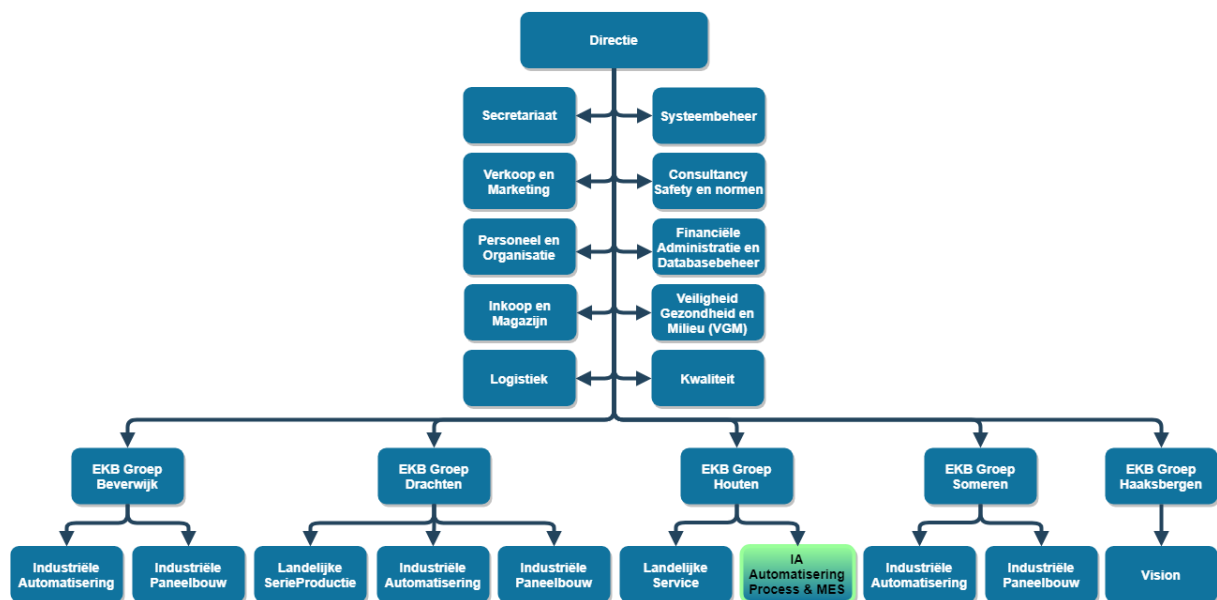 Directie
Secretariaat
Systeembeheer
Verkoop en
Marketing
Consultancy
Safety en normen
Personeel en
Organisatie
Financiële
Administratie en
Databasebeheer
Inkoop en
Magazijn
Veiligheid
Gezondheid en
Milieu (VGM)
Logistiek
Kwaliteit
EKB Groep
Beverwijk
EKB Groep
Drachten
EKB Groep
Houten
EKB Groep
Someren
EKB Groep
Haaksbergen
Industriële
Automatisering
Industriële
Paneelbouw
Landelijke
SerieProductie
Industriële
Automatisering
Industriële
Paneelbouw
Landelijke
Service
IA
Automatisering
Process & MES
Industriële
Automatisering
Industriële
Paneelbouw
Vision